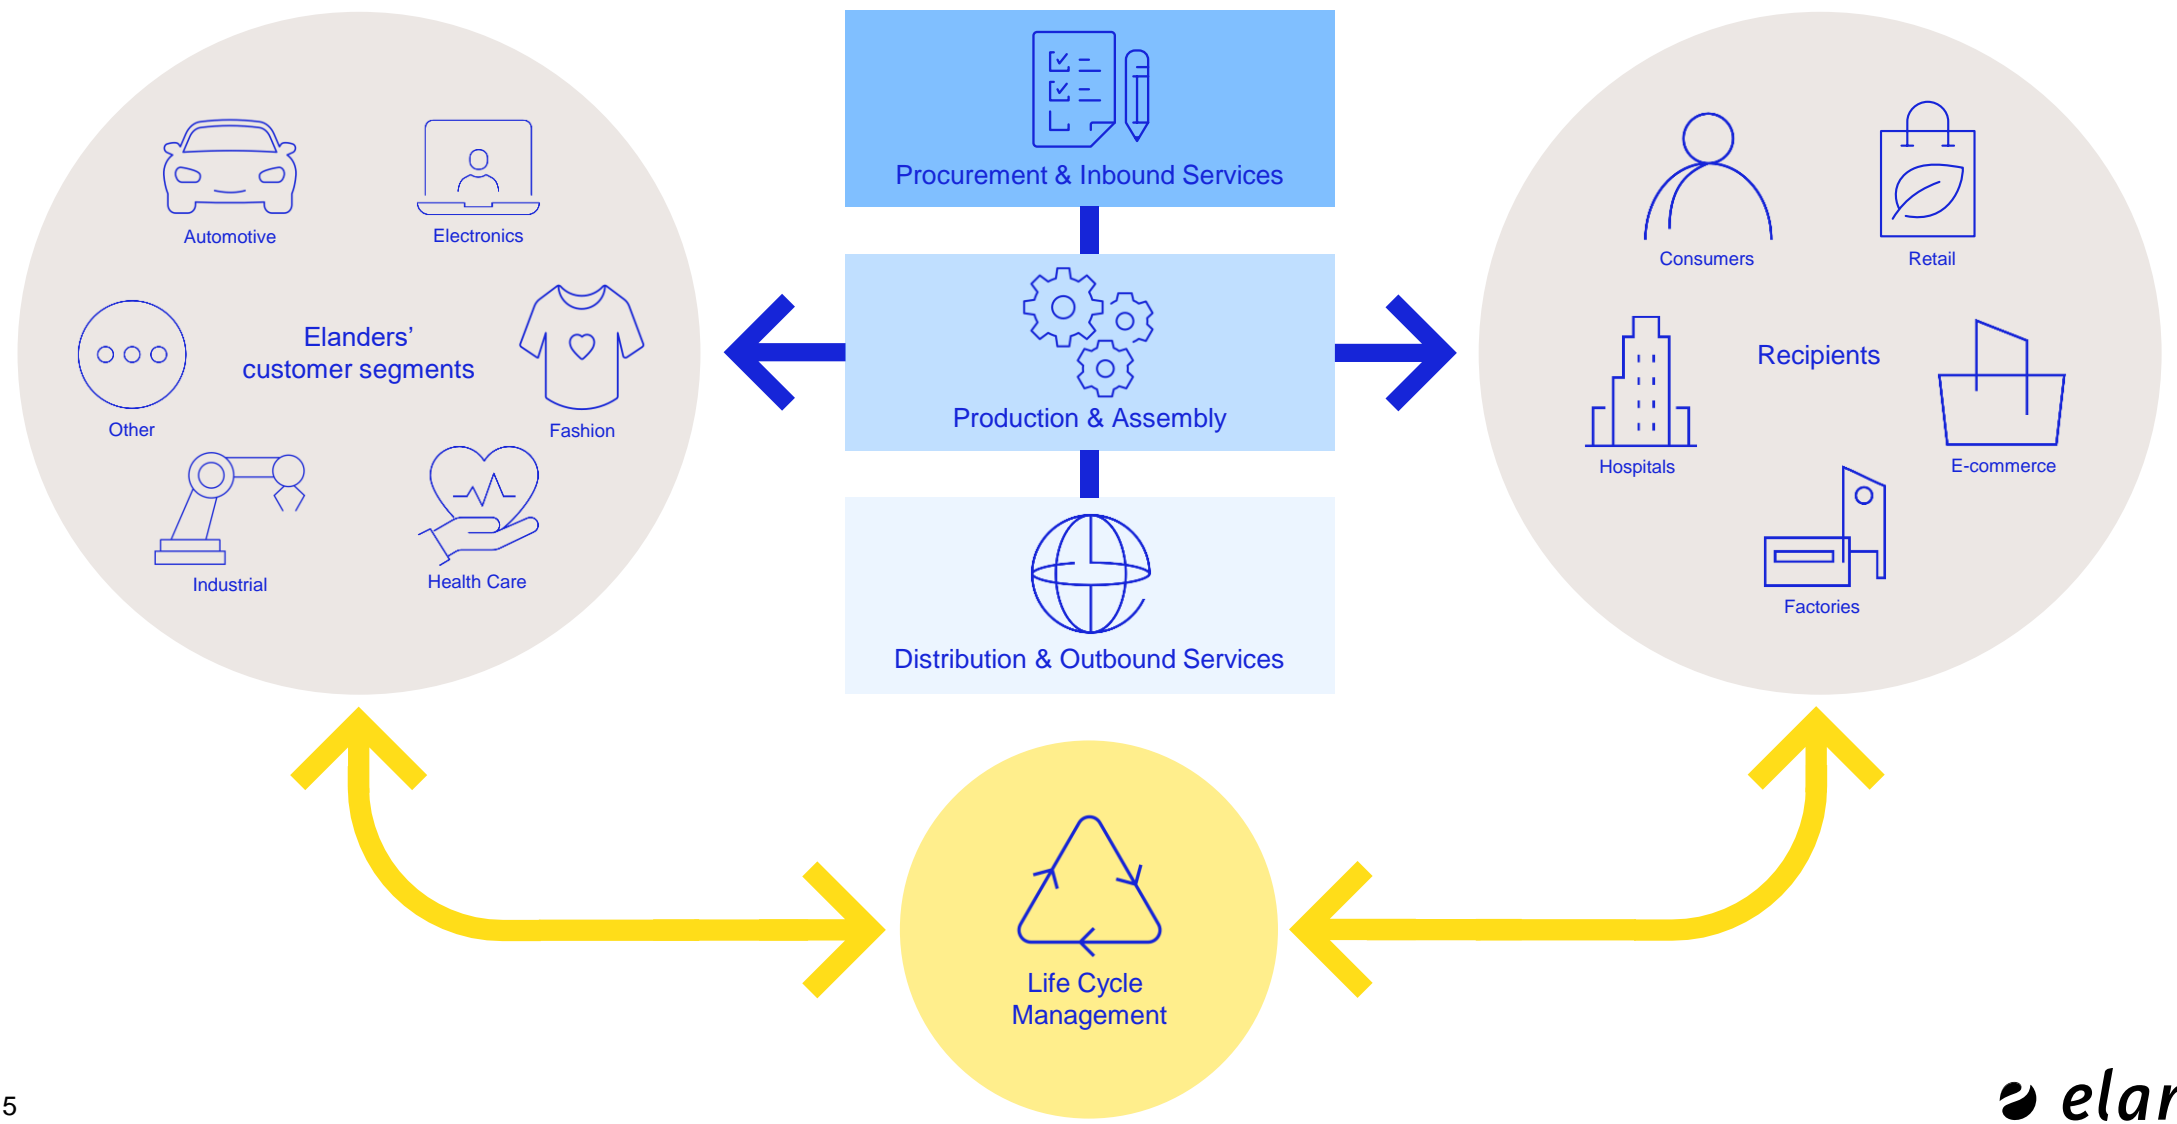 Automotive
Electronics
Elanders’
customer segments
Other
Fashion
Industrial
Health Care
Procurement & Inbound Services
Production & Assembly
Distribution & Outbound Services
Consumers
Retail
Recipients
Hospitals
E-commerce
Factories
Life Cycle
Management
5